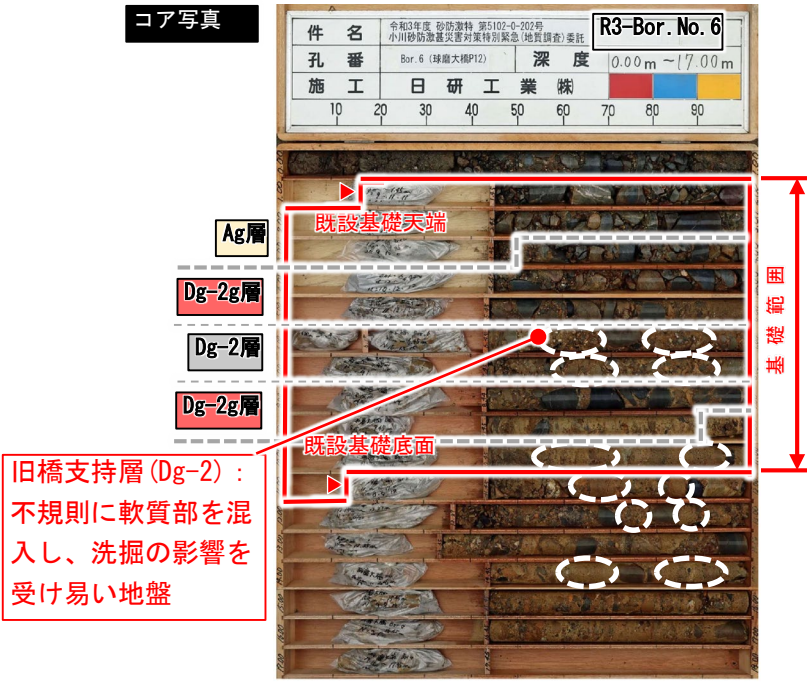 コア写真
件 名
令和3年度 砂防激特 第5102-0-202号
小川砂防激甚災害対策特別緊急(地質調査)委託
R3-Bor.No.6
孔 番
Bor.6 (球磨大橋P12)
深 度
0.00m ~17.00m
施 工
日 研 工 業 ㈱
10 20 30 40 50 60 70 80 90
既設基礎天端
Ag層
Dg-2g層
Dg-2層
Dg-2g層
基礎範囲
既設基礎底面
旧橋支持層(Dg-2):
不規則に軟質部を混
入し、洗掘の影響を
受け易い地盤